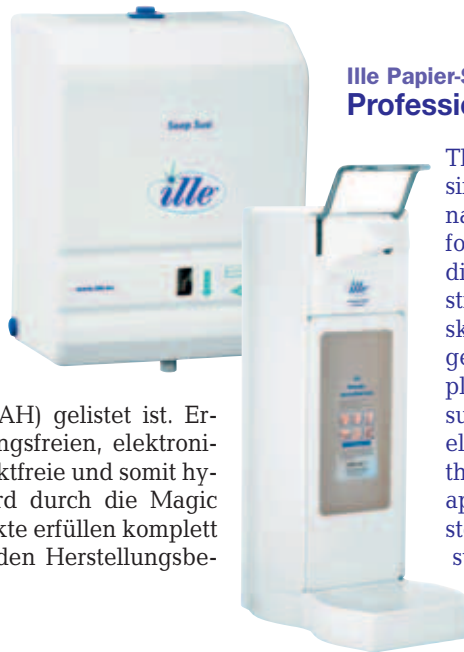 Soap Sue
ille
www.ille.de
ille
AH) gelistet ist. Er-
ngsfreien, elektroni-
ktfreie und somit hy-
rd durch die Magic
kte erfüllen komplett
den Herstellungsbe-
Ille Papier-S
Professio
Th
si
na
fo
di
st
sk
ge
pl
su
el
th
ap
st
s